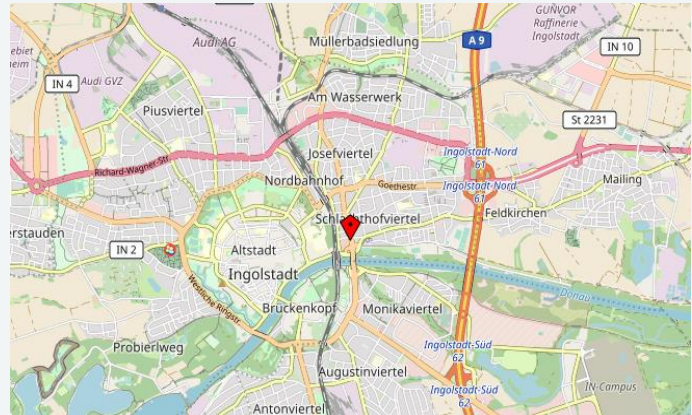 Audi AG
Müllerbadsiedlung
A 9
GUNVOR
Raffinerie
Ingolstadt
IN 10
IN 4
Audi GVZ
Piusviertel
Am Wasserwerk
St 2231
Richard-Wagner-Str
Josefviertel
Ingolstadt-Nord
61
Nordbahnhof
Goethestr
Mailing
Ingolstadt-Nord
61
Schlachthofviertel
Feldkirchen
erstauden
IN 2
Altstadt
Ingolstadt
Westliche Ringstr.
Brückenkopf
Monikaviertel
Donau
Probierlweg
Ingolstadt-Süd
62
Augustinviertel
Ingolstadt-Süd
62
IN-Campus
Antonviertel